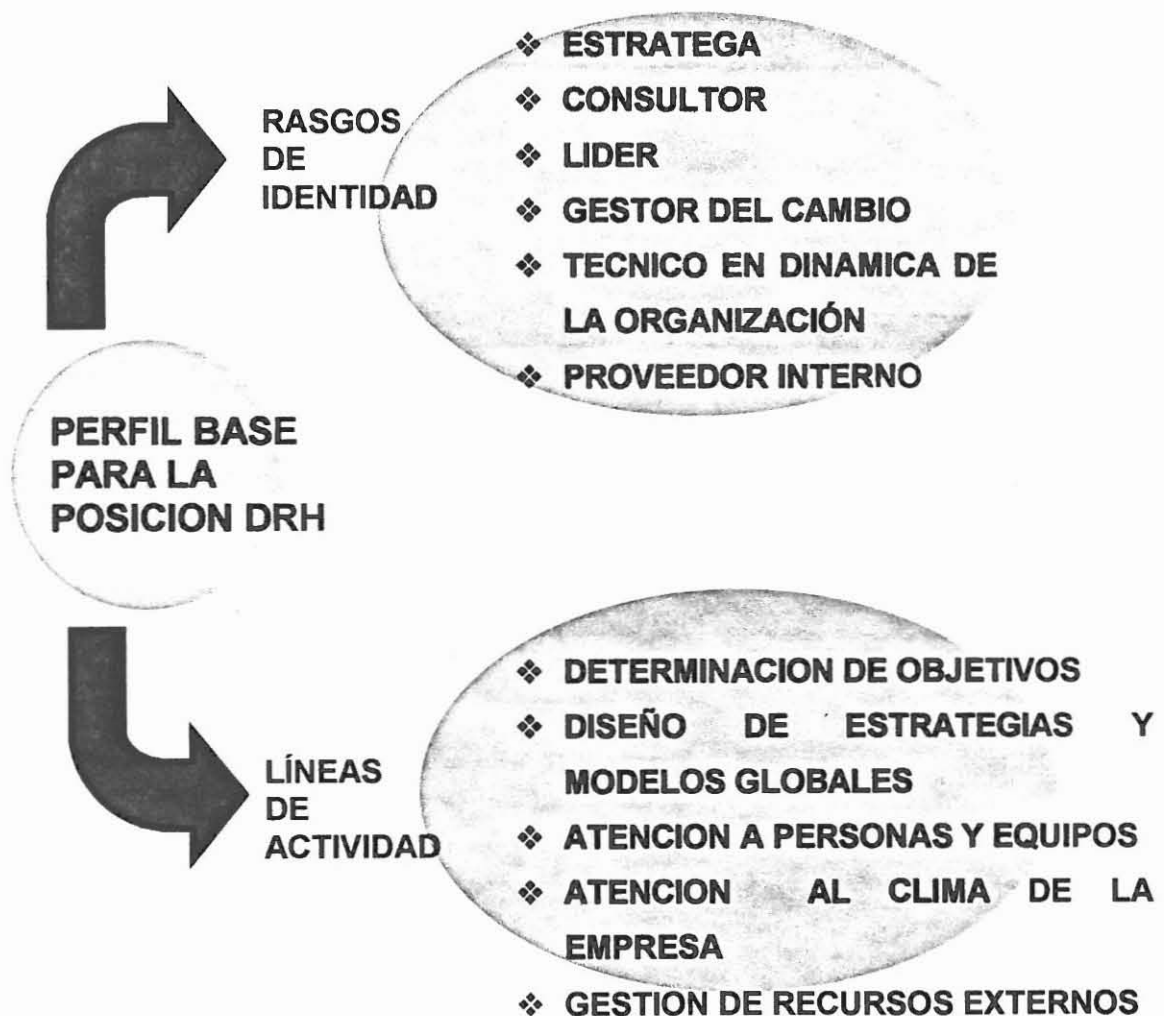 ❖ ESTRATEGA
❖ CONSULTOR
❖ LIDER
❖ GESTOR DEL CAMBIO
❖ TECNICO EN DINAMICA DE
LA ORGANIZACIÓN
❖ PROVEEDOR INTERNO
RASGOS
DE
IDENTIDAD
PERFIL BASE
PARA LA
POSICION DRH
LÍNEAS
DE
ACTIVIDAD
❖ DETERMINACION DE OBJETIVOS
❖ DISEÑO DE ESTRATEGIAS Y
MODELOS GLOBALES
❖ ATENCION A PERSONAS Y EQUIPOS
❖ ATENCION AL CLIMA DE LA
EMPRESA
❖ GESTION DE RECURSOS EXTERNOS